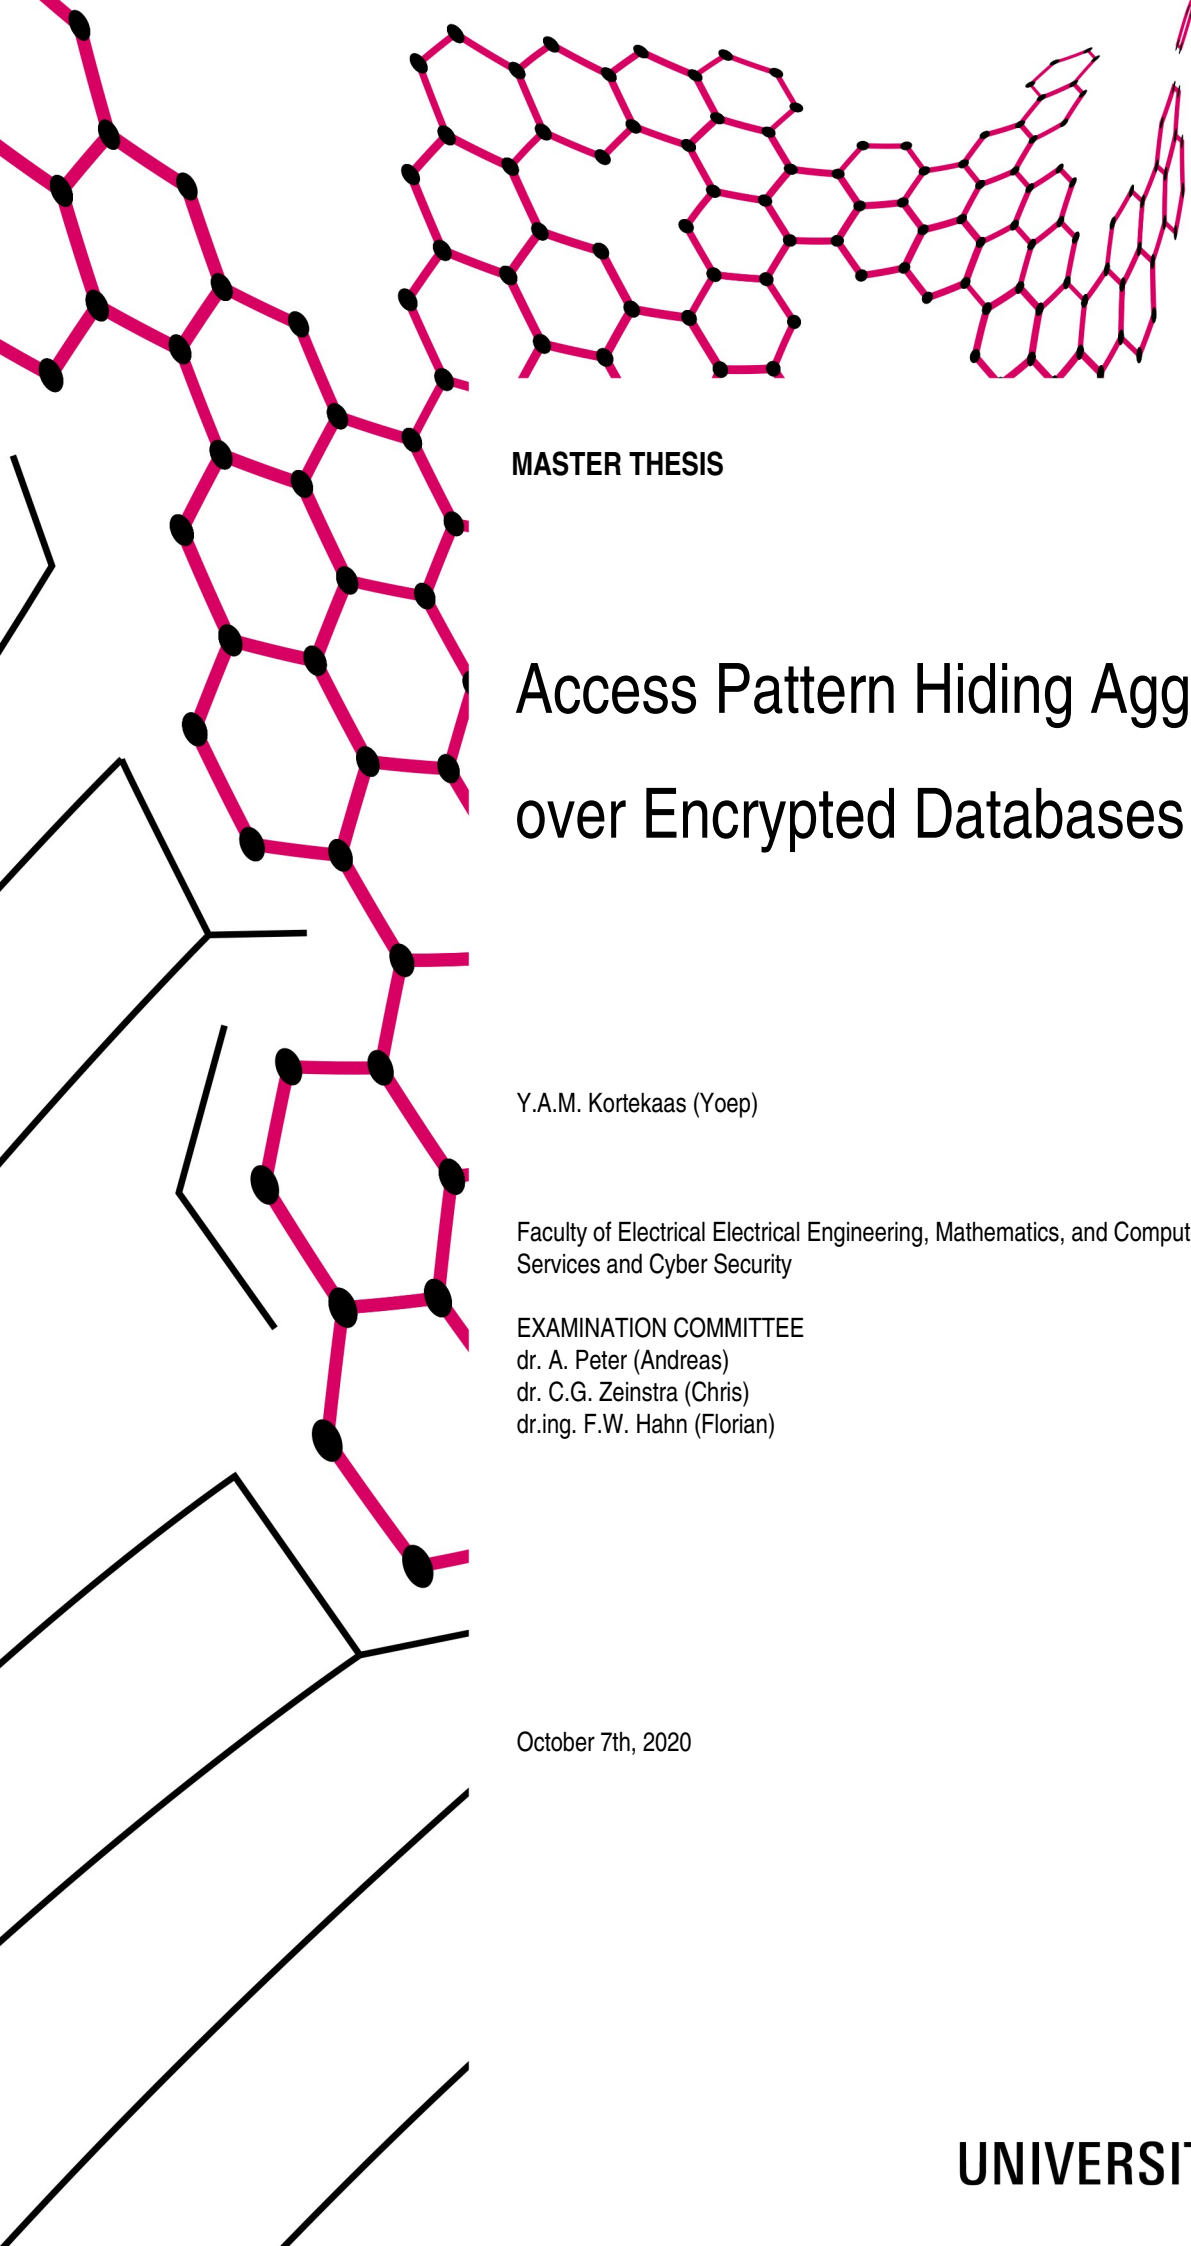 MASTER THESIS
Access Pattern Hiding Agg
over Encrypted Databases
Y.A.M. Kortekaas (Yoep)
Faculty of Electrical Electrical Engineering, Mathematics, and Comput
Services and Cyber Security
EXAMINATION COMMITTEE
dr. A. Peter (Andreas)
dr. C.G. Zeinstra (Chris)
dr.ing. F.W. Hahn (Florian)
October 7th, 2020
UNIVERSI